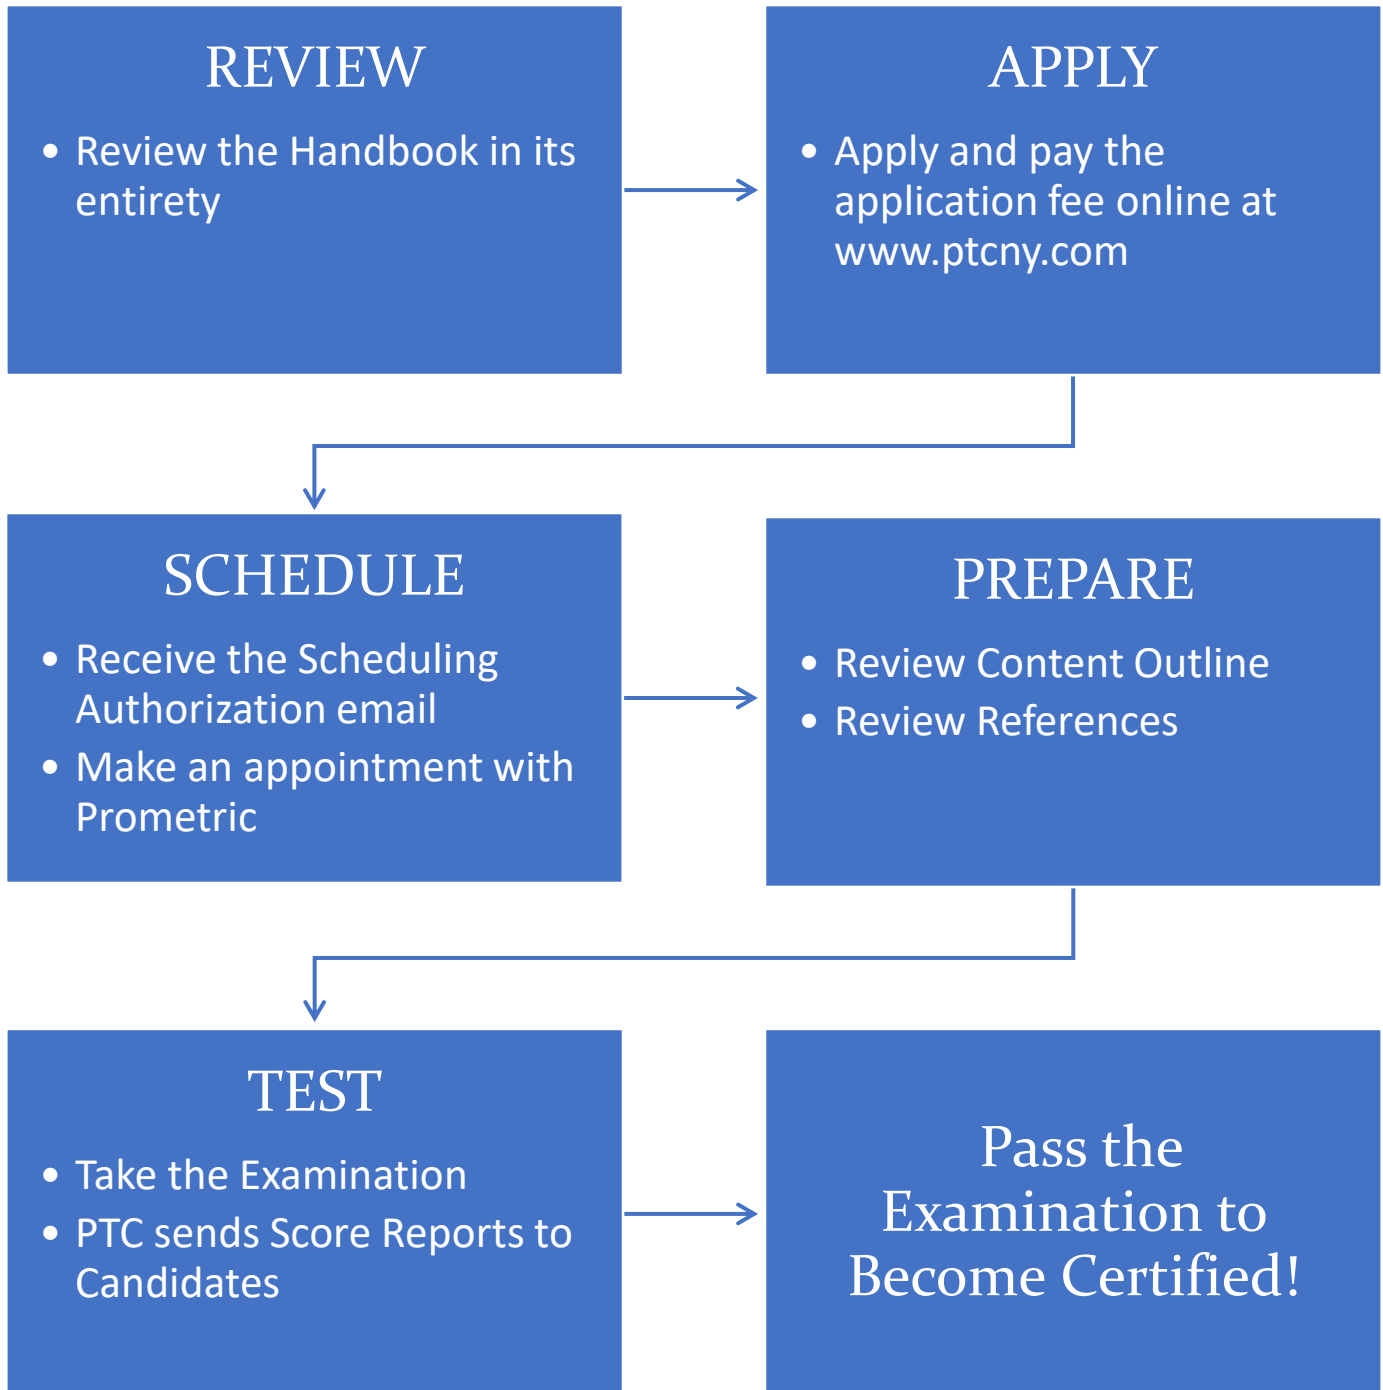 REVIEW
• Review the Handbook in its
entirety
APPLY
• Apply and pay the
application fee online at
www.ptcny.com
SCHEDULE
• Receive the Scheduling
Authorization email
• Make an appointment with
Prometric
PREPARE
• Review Content Outline
• Review References
TEST
• Take the Examination
• PTC sends Score Reports to
Candidates
Pass the
Examination to
Become Certified!